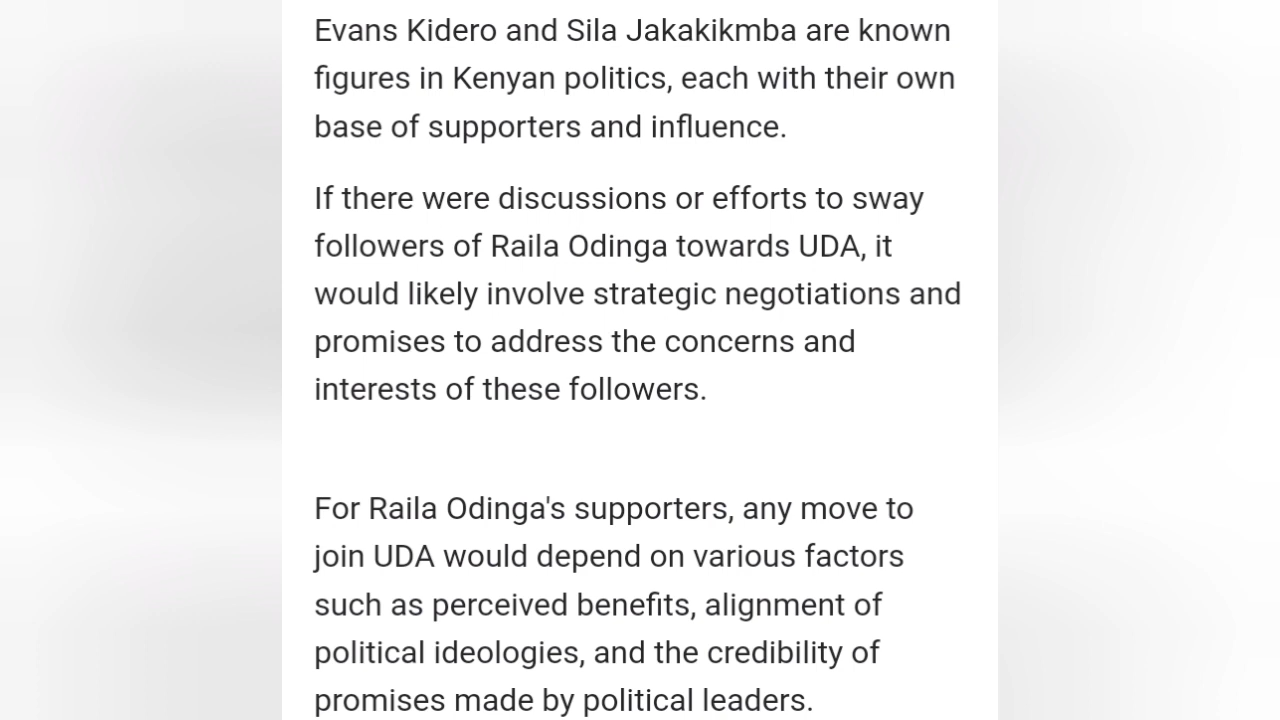 Evans Kidero and Sila Jakakikmba are known
figures in Kenyan politics, each with their own
base of supporters and influence.
If there were discussions or efforts to sway
followers of Raila Odinga towards UDA, it
would likely involve strategic negotiations and
promises to address the concerns and
interests of these followers.
For Raila Odinga's supporters, any move to
join UDA would depend on various factors
such as perceived benefits, alignment of
political ideologies, and the credibility of
promises made by political leaders.